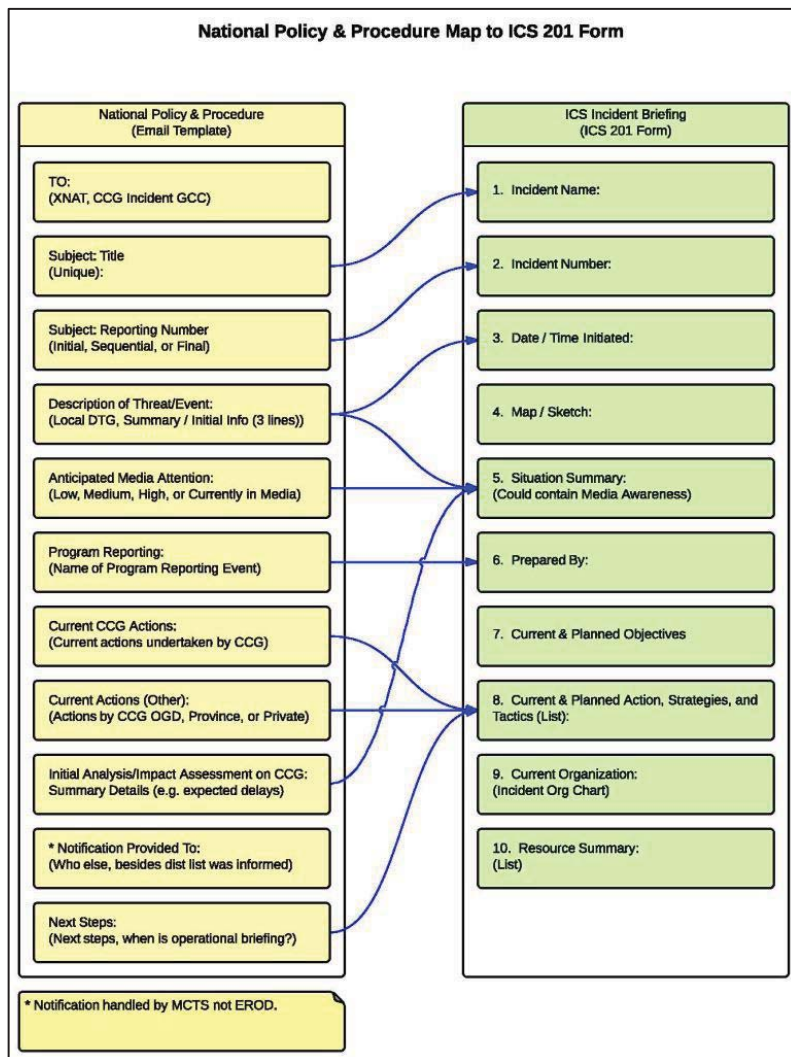 National Policy & Procedure Map to ICS 201 Form
National Policy & Procedure
(Email Template)
TO:
(XNAT, CCG Incident GCC)
Subject: Title
(Unique):
Subject: Reporting Number
(Initial, Sequential, or Final)
Description of Threat/Event:
(Local DTG, Summary / Initial Info (3 lines))
Anticipated Media Attention:
(Low, Medium, High, or Currently in Media)
Program Reporting:
(Name of Program Reporting Event)
Current CCG Actions:
(Current actions undertaken by CCG)
Current Actions (Other):
(Actions by CCG OGD, Province, or Private)
Initial Analysis/Impact Assessment on CCG:
Summary Details (e.g. expected delays)
* Notification Provided To:
(Who else, besides dist list was informed)
Next Steps:
(Next steps, when is operational briefing?)
* Notification handled by MCTS not EROD.
ICS Incident Briefing
(ICS 201 Form)
1. Incident Name:
2. Incident Number:
3. Date / Time Initiated:
4. Map / Sketch:
5. Situation Summary:
(Could contain Media Awareness)
6. Prepared By:
7. Current & Planned Objectives
8. Current & Planned Action, Strategies, and
Tactics (List):
9. Current Organization:
(Incident Org Chart)
10. Resource Summary:
(List)